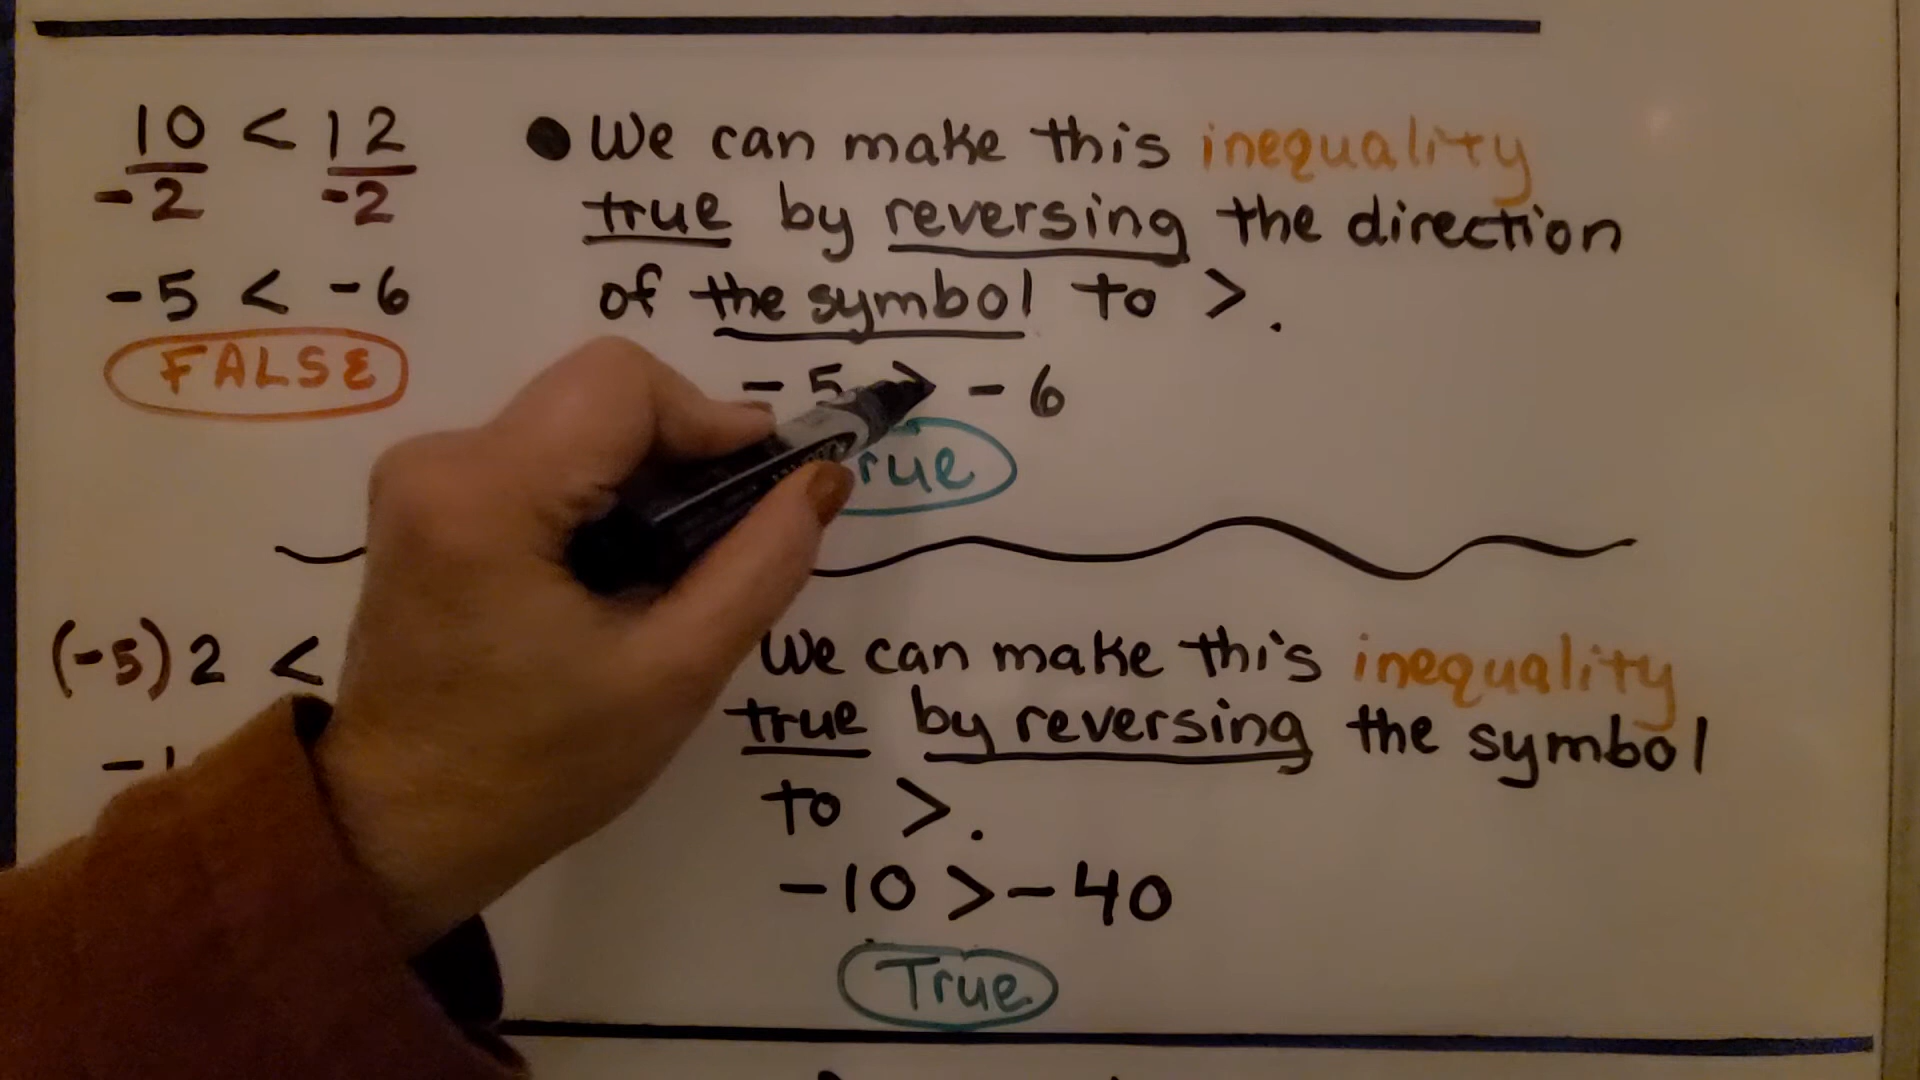 10 < 12
-2 -2
-5 < -6
FALSE
• We can make this inequality
true by reversing the direction
of the symbol to >.
-5 > -6
(-5) 2 <
We can make this inequality
true by reversing the symbol
to >.
-10 > -40
True